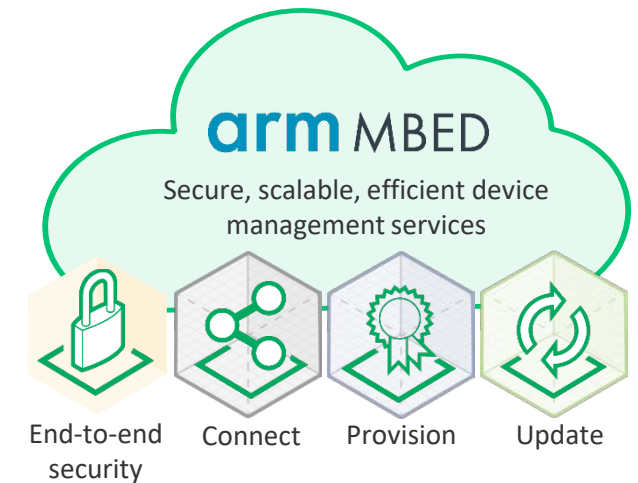 arm MBED
Secure, scalable, efficient device
management services
End-to-end
security
Connect
Provision
Update